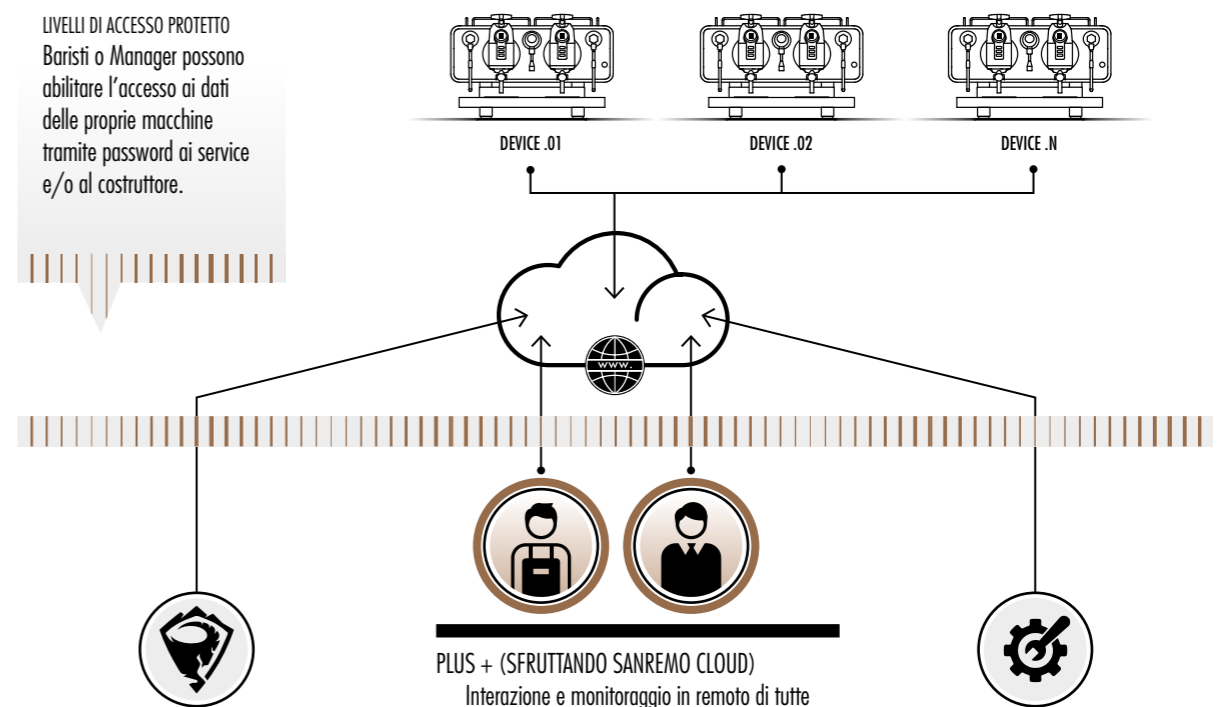 LIVELLI DI ACCESSO PROTETTO
Baristi o Manager possono
abilitare l'accesso ai dati
delle proprie macchine
tramite password ai service
e/o al costruttore.
DEVICE .01
DEVICE .02
DEVICE .N
www.
PLUS + (SFRUTTANDO SANREMO CLOUD)
Interazione e monitoraggio in remoto di tutte